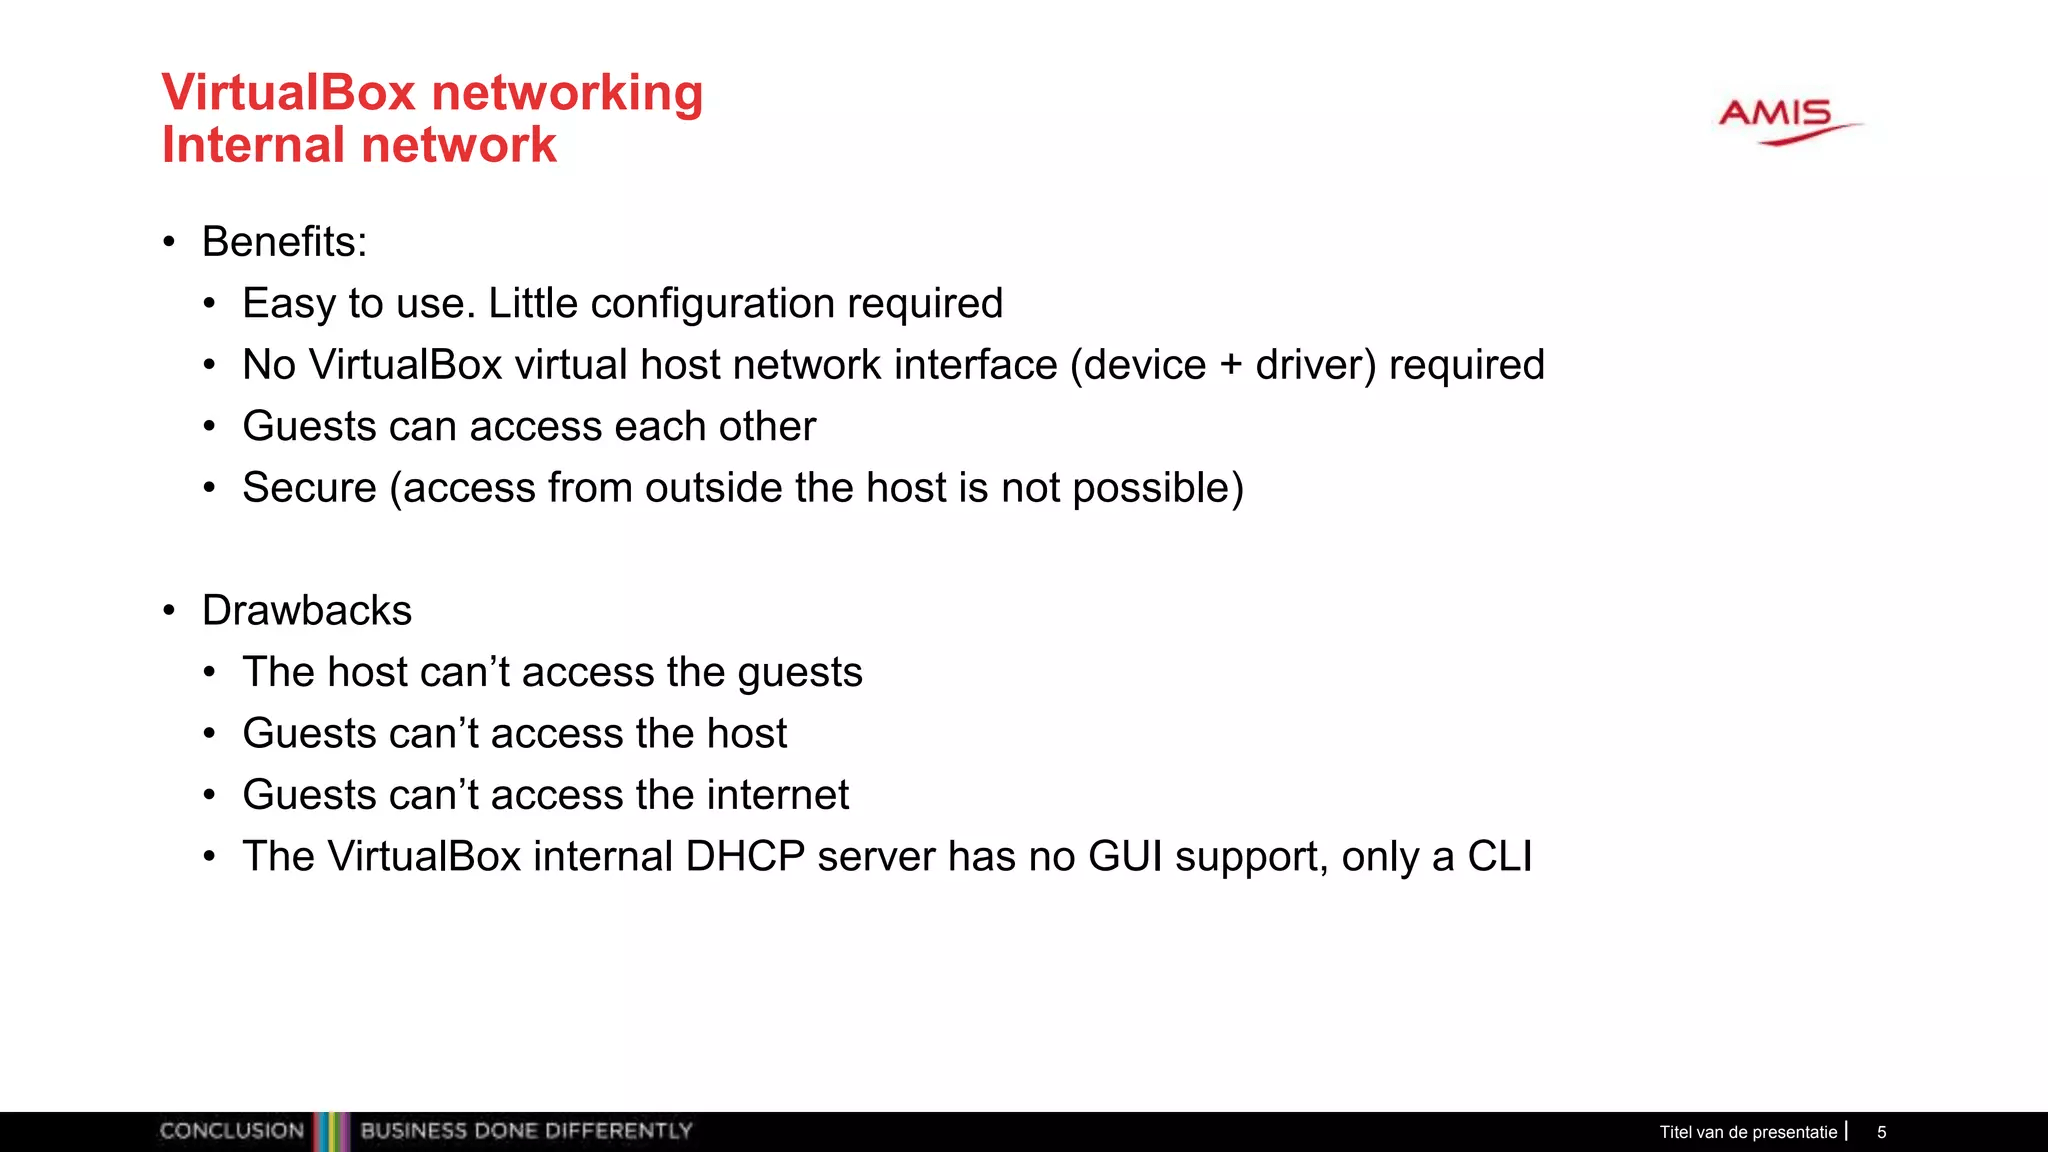 VirtualBox networking
Internal network
AMIS
• Benefits:
• Easy to use. Little configuration required
• No VirtualBox virtual host network interface (device + driver) required
• Guests can access each other
• Secure (access from outside the host is not possible)
• Drawbacks
• The host can’t access the guests
• Guests can’t access the host
• Guests can’t access the internet
• The VirtualBox internal DHCP server has no GUI support, only a CLI
CONCLUSION BUSINESS DONE DIFFERENTLY
Titel van de presentatie | 5